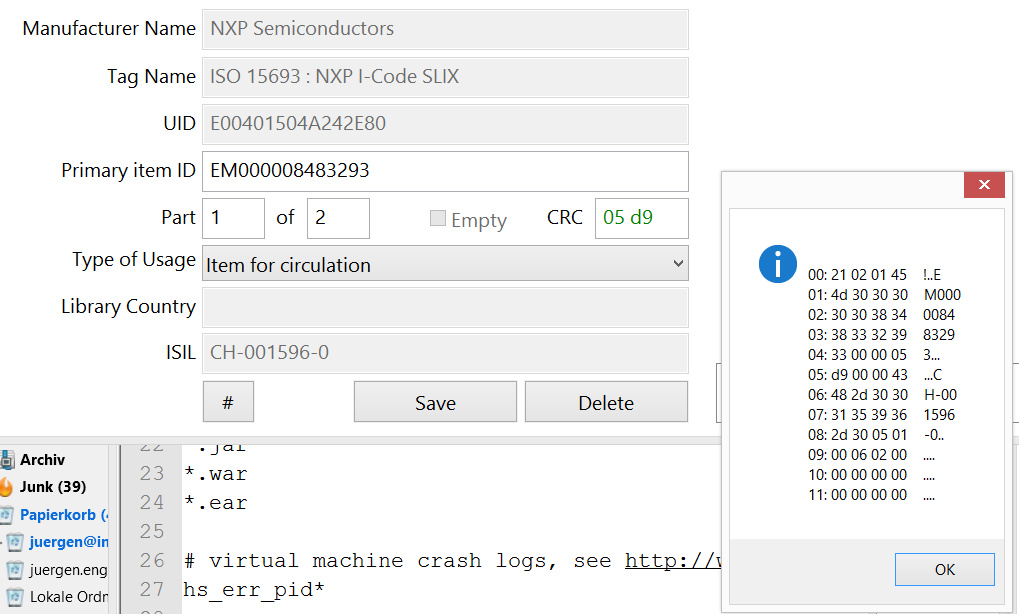 Manufacturer Name NXP Semiconductors
Tag Name ISO 15693 : NXP I-Code SLIX
UID E00401504A242E80
Primary item ID EM000008483293
Part 1 of 2 Empty CRC 05 d9
Type of Usage Item for circulation
Library Country
ISIL CH-001596-0
# Save Delete
00: 21 02 01 45 !..E
01: 4d 30 30 30 M000
02: 30 30 38 34 0084
03: 38 33 32 39 8329
04: 33 00 00 05 3...
05: d9 00 00 43 ...C
06: 48 2d 30 30 H-00
07: 31 35 39 36 1596
08: 2d 30 05 01 -0..
09: 00 06 02 00 ....
10: 00 00 00 00 ....
11: 00 00 00 00 ....
OK
Archiv
Junk (39)
Papierkorb (
juergen@in
juergen.eng
Lokale Ordn
22 *.jar
23 *.war
24 *.ear
25
26 # virtual machine crash logs, see http://w
27 hs_err_pid*